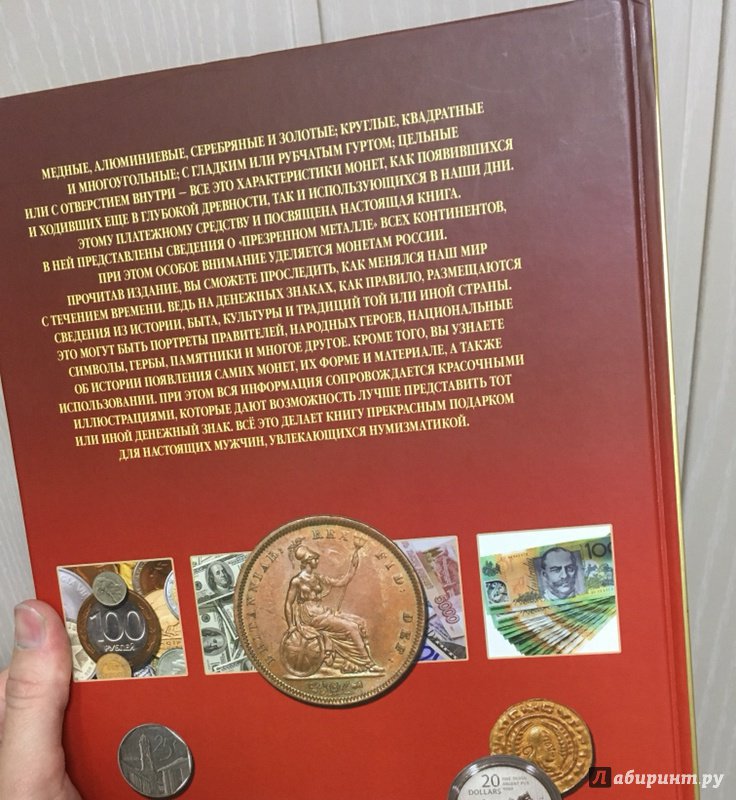 МЕДНЫЕ, АЛЮМИНИЕВЫЕ, СЕРЕБРЯНЫЕ И ЗОЛОТЫЕ; КРУГЛЫЕ, КВАДРАТНЫЕ
И МНОГОУГОЛЬНЫЕ; С ГЛАДКИМ ИЛИ РУБЧАТЫМ ГУРТОМ; ЦЕЛЬНЫЕ
ИЛИ С ОТВЕРСТИЕМ ВНУТРИ – ВСЕ ЭТО ХАРАКТЕРИСТИКИ МОНЕТ, КАК ПОЯВИВШИХСЯ
И ХОДИВШИХ ЕЩЕ В ГЛУБОКОЙ ДРЕВНОСТИ, ТАК И ИСПОЛЬЗУЮЩИХСЯ В НАШИ ДНИ.
ЭТОМУ ПЛАТЕЖНОМУ СРЕДСТВУ И ПОСВЯЩЕНА НАСТОЯЩАЯ КНИГА.
В НЕЙ ПРЕДСТАВЛЕНЫ СВЕДЕНИЯ О «ПРЕЗРЕННОМ МЕТАЛЛЕ» ВСЕХ КОНТИНЕНТОВ,
ПРИ ЭТОМ ОСОБОЕ ВНИМАНИЕ УДЕЛЯЕТСЯ МОНЕТАМ РОССИИ.
ПРОЧИТАВ ИЗДАНИЕ, ВЫ СМОЖЕТЕ ПРОСЛЕДИТЬ, КАК МЕНЯЛСЯ НАШ МИР
С ТЕЧЕНИЕМ ВРЕМЕНИ. ВЕДЬ НА ДЕНЕЖНЫХ ЗНАКАХ, КАК ПРАВИЛО, РАЗМЕЩАЮТСЯ
СВЕДЕНИЯ ИЗ ИСТОРИИ, БЫТА, КУЛЬТУРЫ И ТРАДИЦИЙ ТОЙ ИЛИ ИНОЙ СТРАНЫ.
ЭТО МОГУТ БЫТЬ ПОРТРЕТЫ ПРАВИТЕЛЕЙ, НАРОДНЫХ ГЕРОЕВ, НАЦИОНАЛЬНЫЕ
СИМВОЛЫ, ГЕРБЫ, ПАМЯТНИКИ И МНОГОЕ ДРУГОЕ. КРОМЕ ТОГО, ВЫ УЗНАЕТЕ
ОБ ИСТОРИИ ПОЯВЛЕНИЯ САМИХ МОНЕТ, ИХ ФОРМЕ И МАТЕРИАЛЕ, А ТАКЖЕ
ИСПОЛЬЗОВАНИИ. ПРИ ЭТОМ ВСЯ ИНФОРМАЦИЯ СОПРОВОЖДАЕТСЯ КРАСОЧНЫМИ
ИЛЛЮСТРАЦИЯМИ, КОТОРЫЕ ДАЮТ ВОЗМОЖНОСТЬ ЛУЧШЕ ПРЕДСТАВИТЬ ТОТ
ИЛИ ИНОЙ ДЕНЕЖНЫЙ ЗНАК. ВСЁ ЭТО ДЕЛАЕТ КНИГУ ПРЕКРАСНЫМ ПОДАРКОМ
ДЛЯ НАСТОЯЩИХ МУЖЧИН, УВЛЕКАЮЩИХСЯ НУМИЗМАТИКОЙ.
100
РУБЛЕЙ
BRITANNIAR: REX FID: DEF:
5000
100
25
20
DOLLARS
Лабиринт.ру